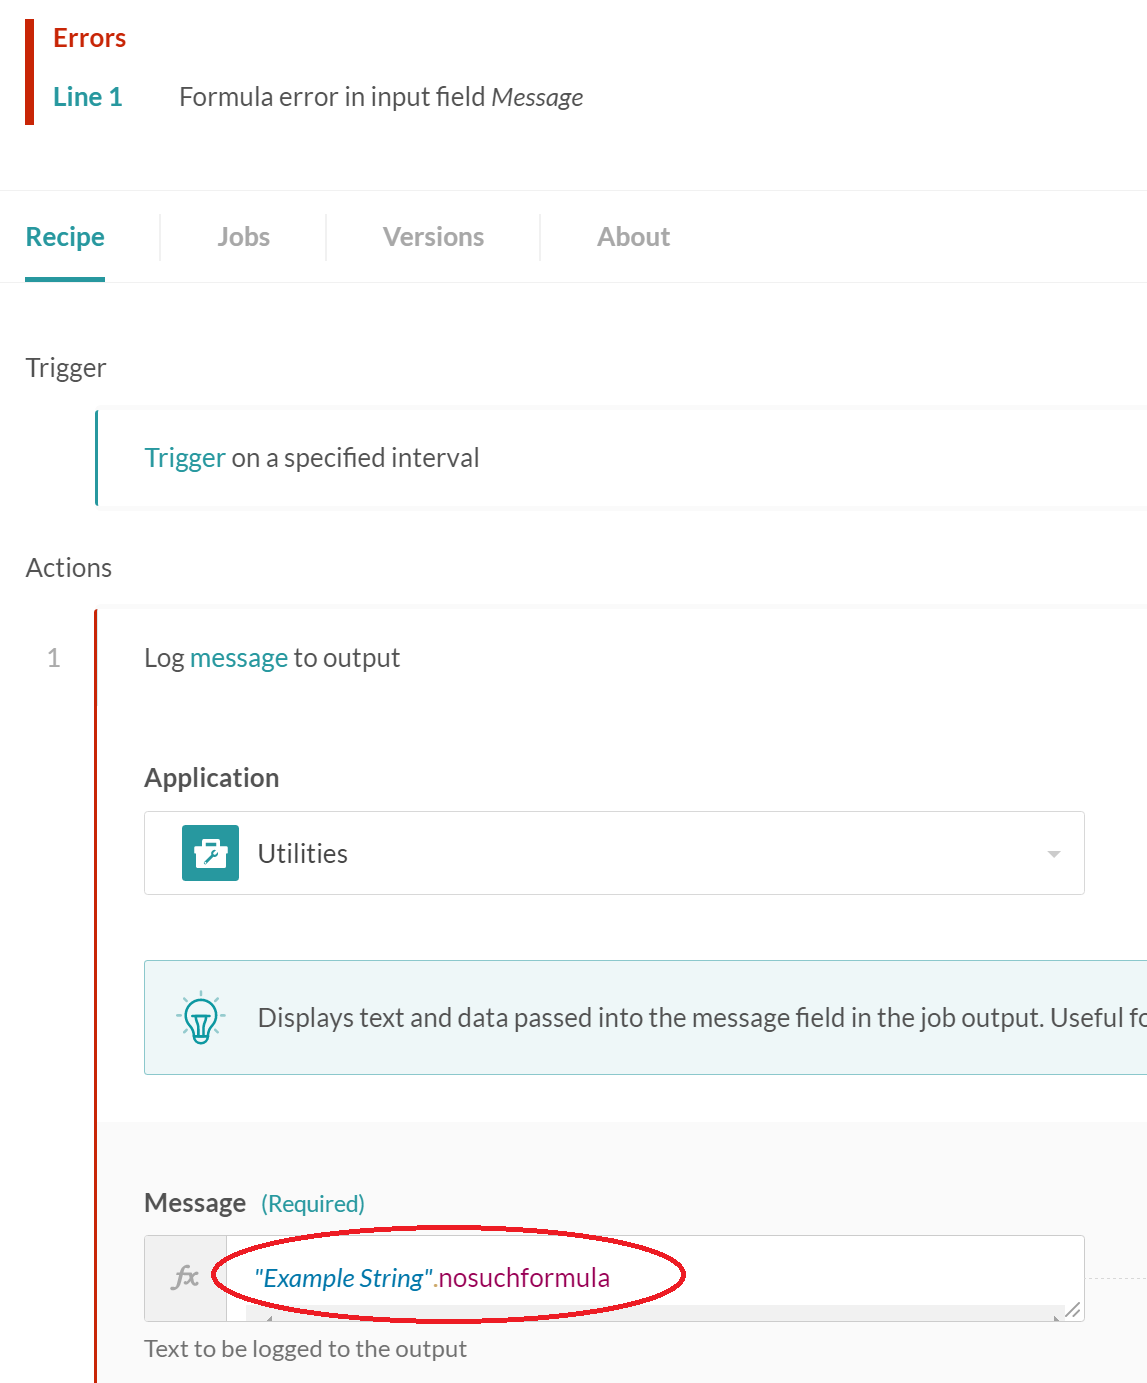 Errors
Line 1 Formula error in input field Message
Recipe Jobs Versions About
Trigger
Trigger on a specified interval
Actions
1 Log message to output
Application
Utilities
Displays text and data passed into the message field in the job output. Useful
Message (Required)
fx "Example String".nosuchformula
Text to be logged to the output